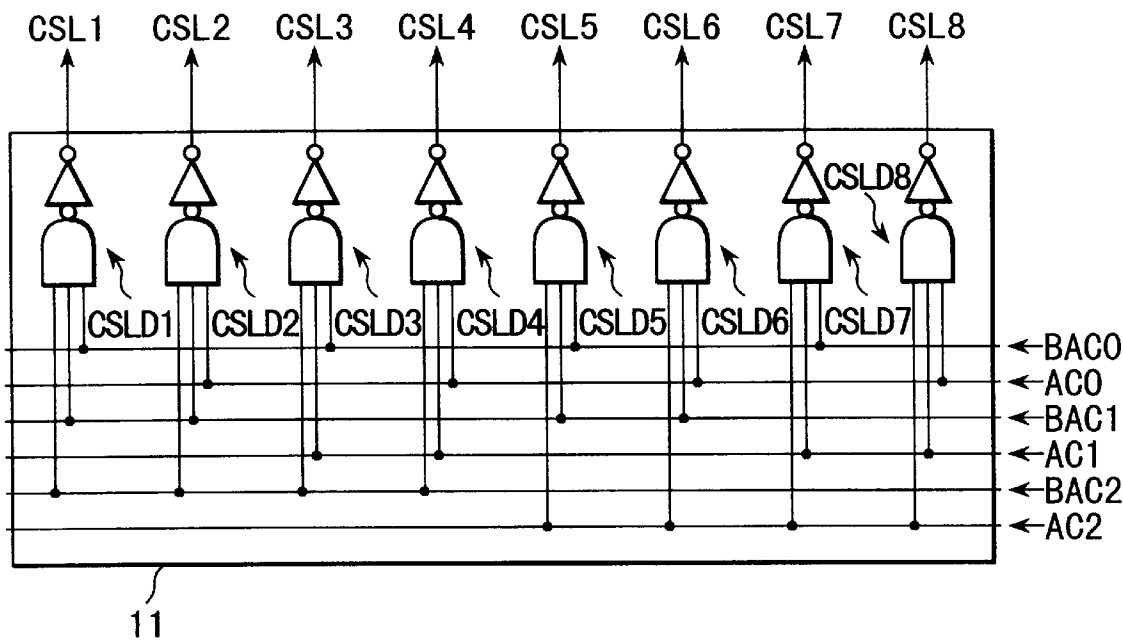 CSL1 CSL2 CSL3 CSL4 CSL5 CSL6 CSL7 CSL8
CSLD8
CSLD1 CSLD2 CSLD3 CSLD4 CSLD5 CSLD6 CSLD7
BAC0
AC0
BAC1
AC1
BAC2
AC2
11